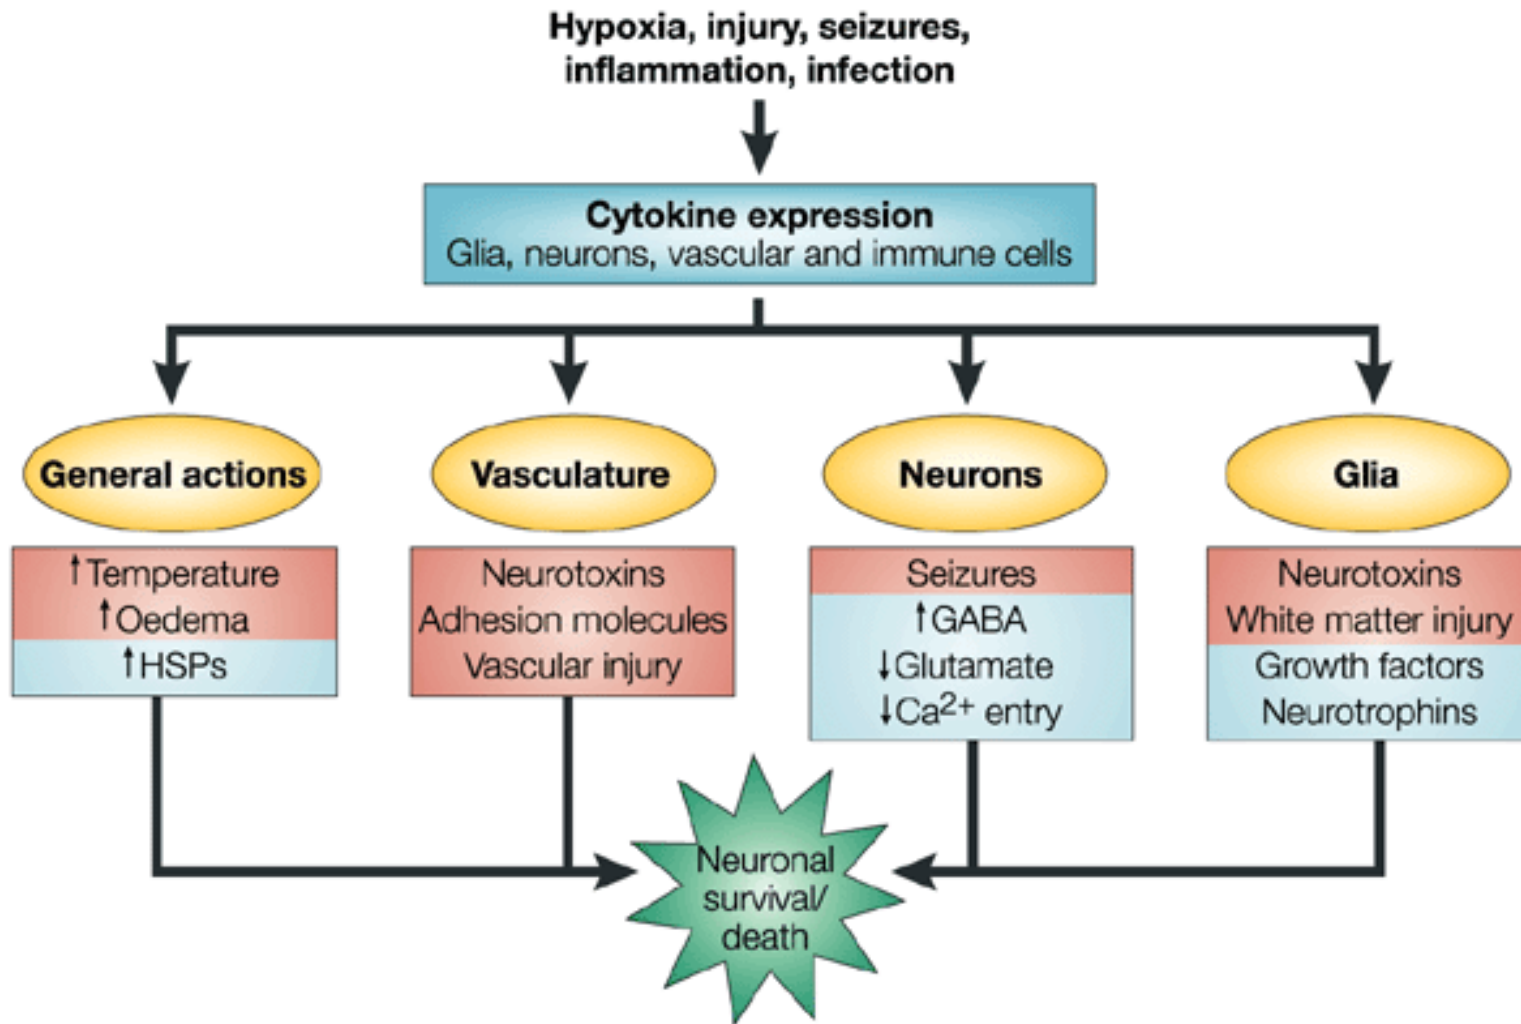 Hypoxia, injury, seizures,
inflammation, infection
Cytokine expression
Glia, neurons, vascular and immune cells
General actions
↑Temperature
↑Oedema
↑HSPs
Vasculature
Neurotoxins
Adhesion molecules
Vascular injury
Neurons
Seizures
↑GABA
↓Glutamate
↓Ca²⁺ entry
Glia
Neurotoxins
White matter injury
Growth factors
Neurotrophins
Neuronal
survival/
death